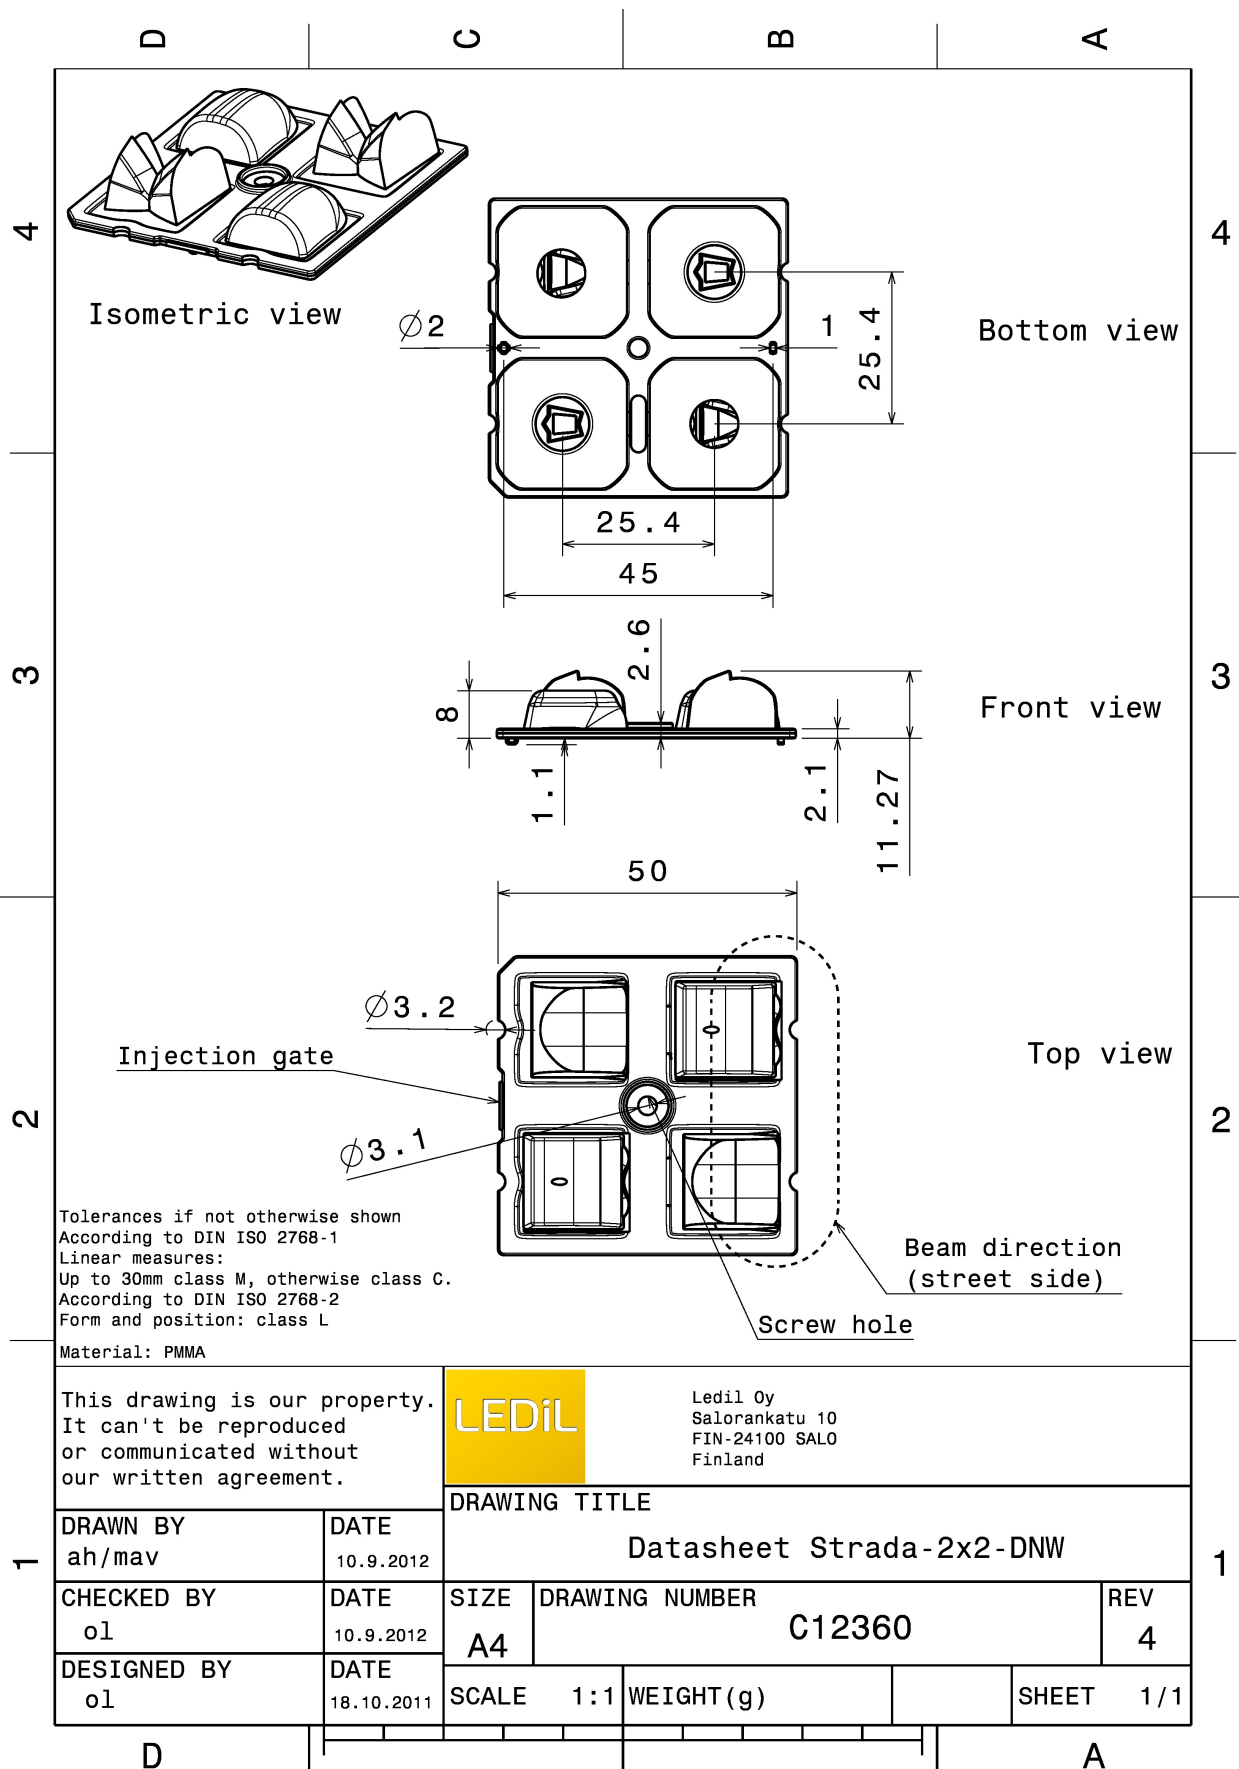 D C B A
4
4
Isometric view
Bottom view
∅2
1
25.4
25.4
45
3
3
Front view
2.6
8
1.1
2.1
11.27
50
∅3.2
Injection gate
Top view
2
2
∅3.1
Tolerances if not otherwise shown
According to DIN ISO 2768-1
Linear measures:
Up to 30mm class M, otherwise class C.
According to DIN ISO 2768-2
Form and position: class L
Material: PMMA
Beam direction
(street side)
Screw hole
This drawing is our property.
It can't be reproduced
or communicated without
our written agreement.
LEDiL
Ledil Oy
Salorankatu 10
FIN-24100 SALO
Finland
DRAWING TITLE
Datasheet Strada-2x2-DNW
DRAWN BY
ah/mav
DATE
10.9.2012
1
1
CHECKED BY
ol
DATE
10.9.2012
SIZE
A4
DRAWING NUMBER
C12360
REV
4
DESIGNED BY
ol
DATE
18.10.2011
SCALE 1:1
WEIGHT(g)
SHEET 1/1
D A